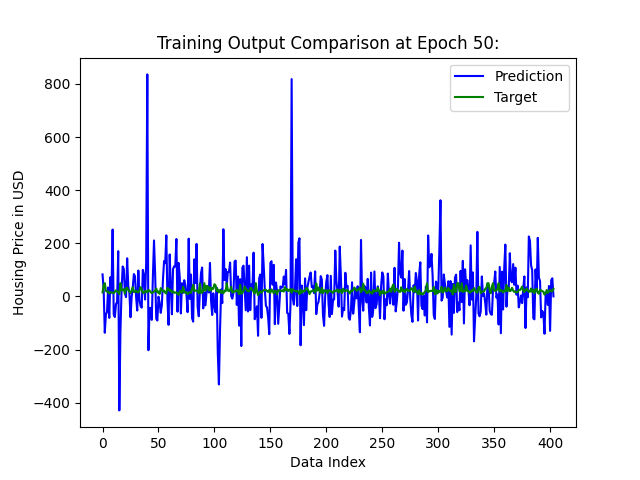 Training Output Comparison at Epoch 50:
Prediction
Target
Housing Price in USD
800
600
400
200
0
−200
−400
0 50 100 150 200 250 300 350 400
Data Index